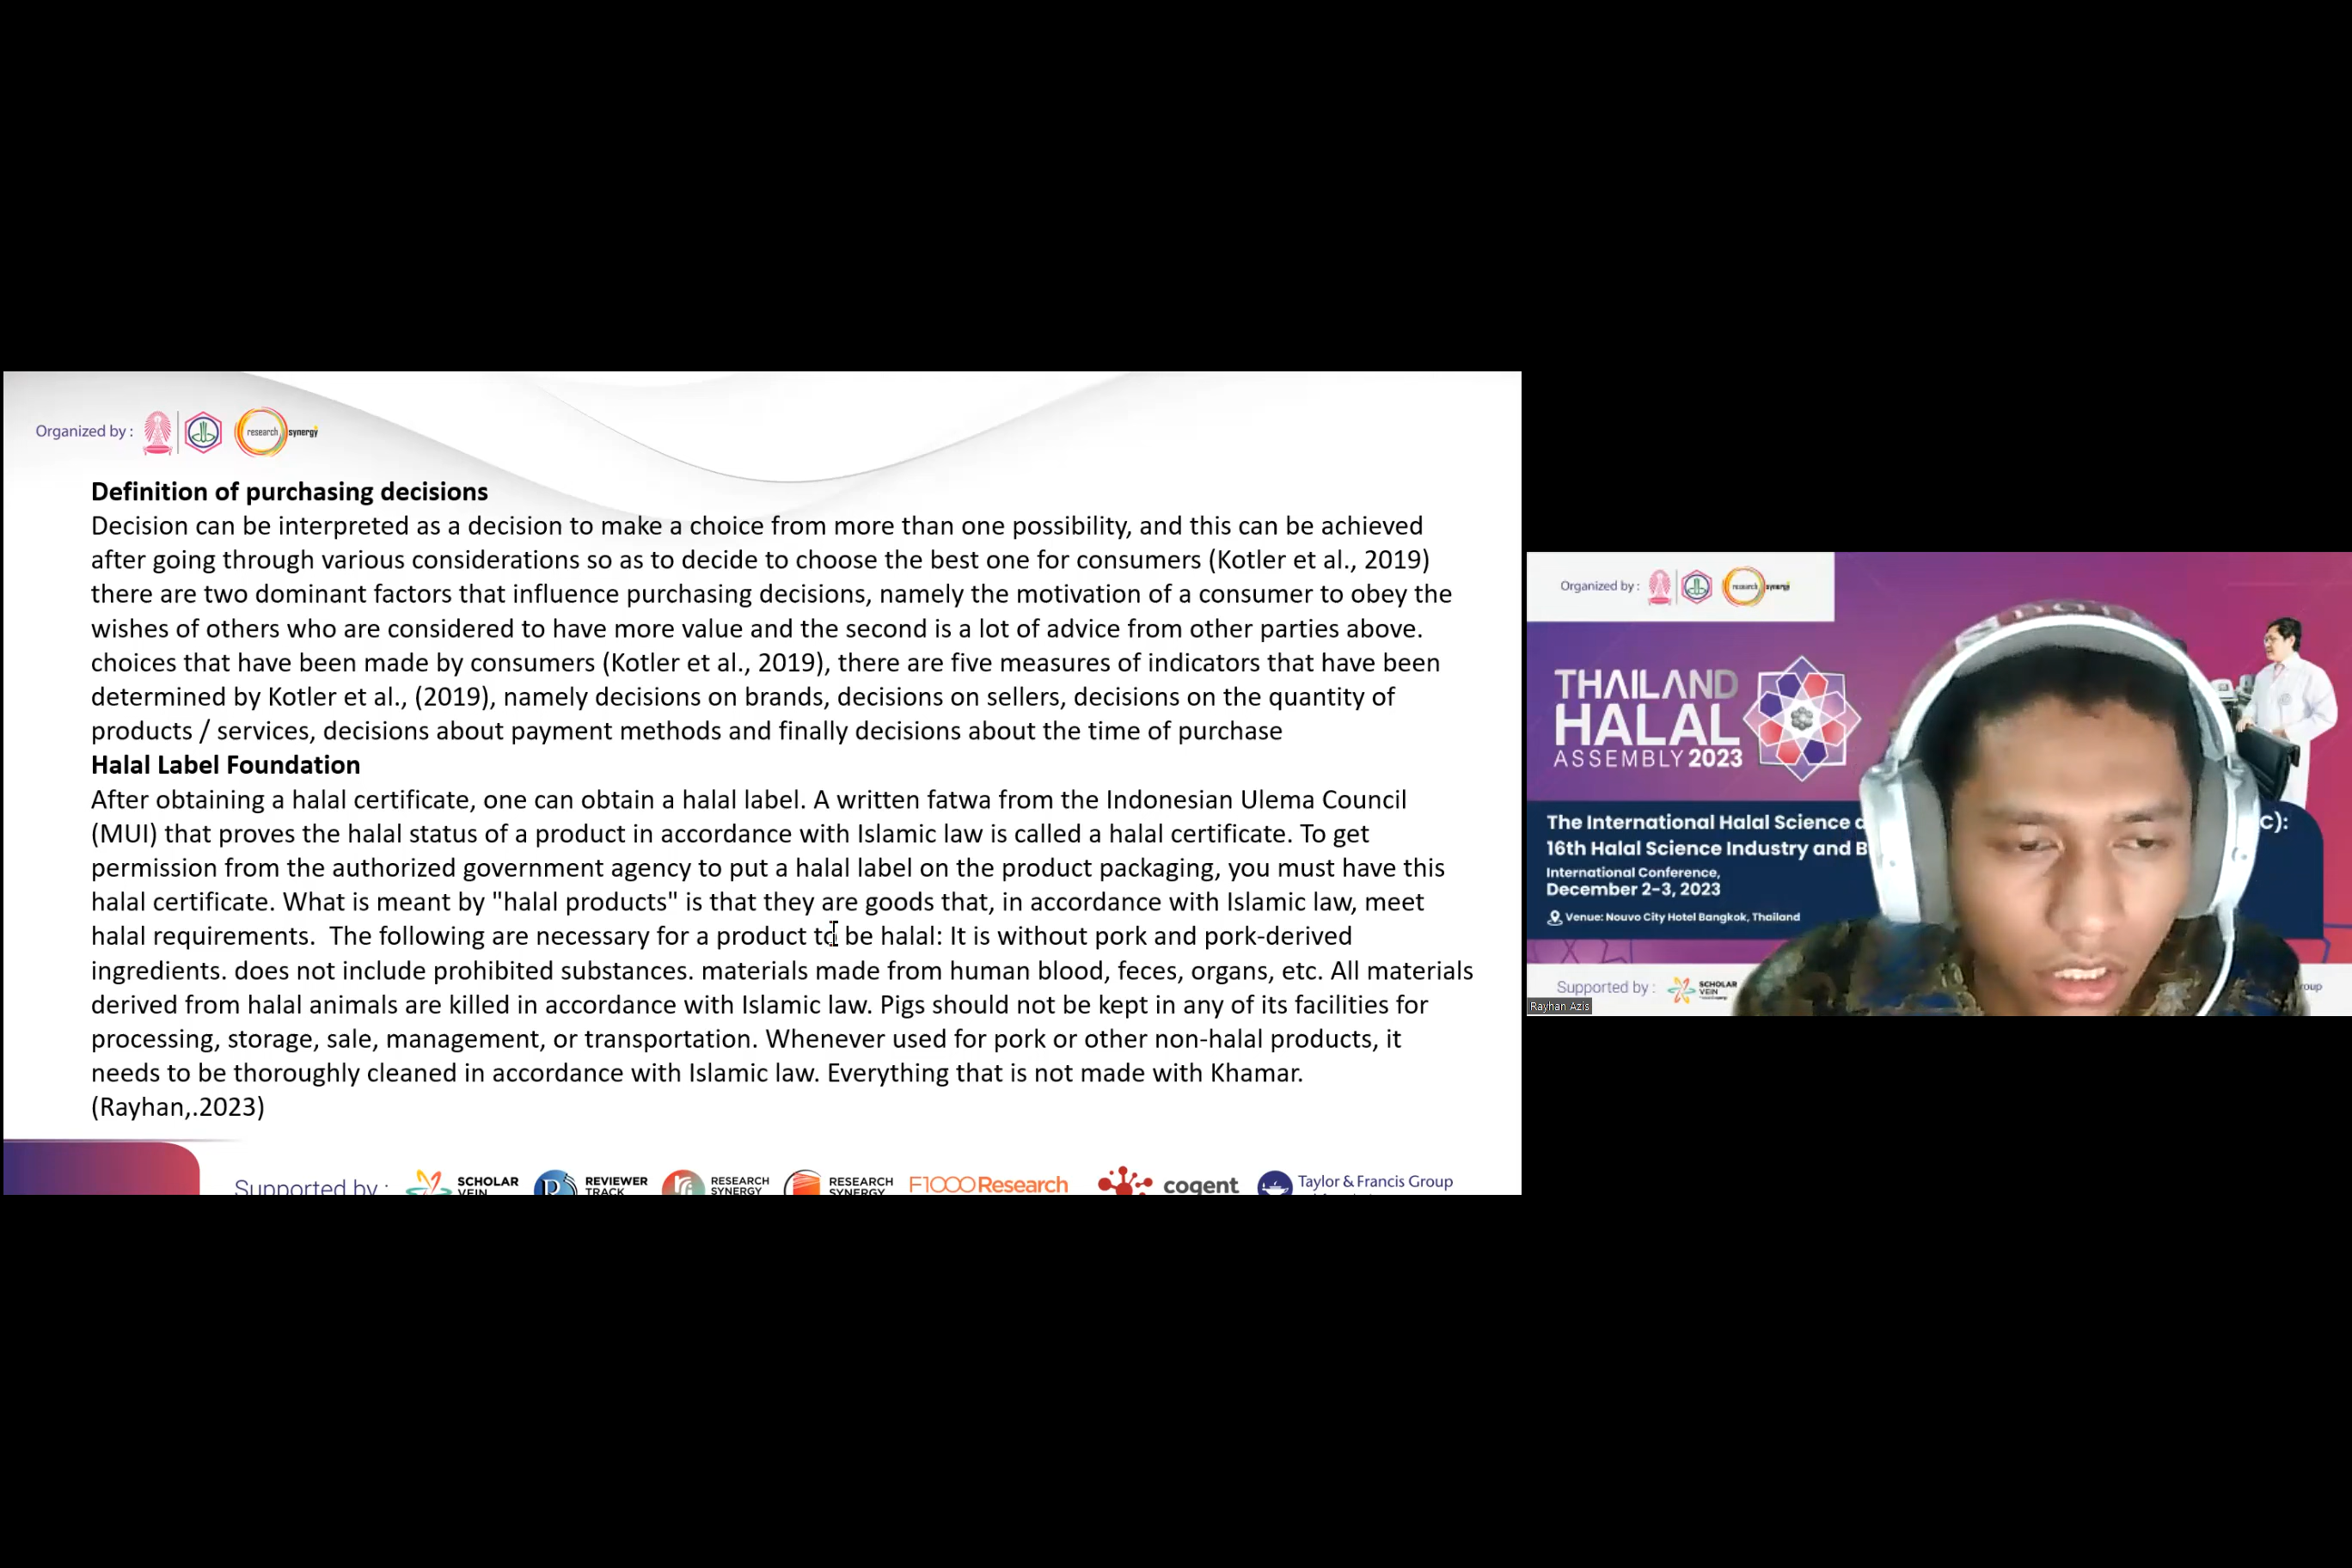 Organized by :
research synergy
Definition of purchasing decisions
Decision can be interpreted as a decision to make a choice from more than one possibility, and this can be achieved
after going through various considerations so as to decide to choose the best one for consumers (Kotler et al., 2019)
there are two dominant factors that influence purchasing decisions, namely the motivation of a consumer to obey the
wishes of others who are considered to have more value and the second is a lot of advice from other parties above.
choices that have been made by consumers (Kotler et al., 2019), there are five measures of indicators that have been
determined by Kotler et al., (2019), namely decisions on brands, decisions on sellers, decisions on the quantity of
products / services, decisions about payment methods and finally decisions about the time of purchase
Halal Label Foundation
After obtaining a halal certificate, one can obtain a halal label. A written fatwa from the Indonesian Ulema Council
(MUI) that proves the halal status of a product in accordance with Islamic law is called a halal certificate. To get
permission from the authorized government agency to put a halal label on the product packaging, you must have this
halal certificate. What is meant by "halal products" is that they are goods that, in accordance with Islamic law, meet
halal requirements.  The following are necessary for a product to be halal: It is without pork and pork-derived
ingredients. does not include prohibited substances. materials made from human blood, feces, organs, etc. All materials
derived from halal animals are killed in accordance with Islamic law. Pigs should not be kept in any of its facilities for
processing, storage, sale, management, or transportation. Whenever used for pork or other non-halal products, it
needs to be thoroughly cleaned in accordance with Islamic law. Everything that is not made with Khamar.
(Rayhan,.2023)
Supported by :
SCHOLAR
VEIN
REVIEWER
TRACK
RESEARCH
SYNERGY
RESEARCH
SYNERGY
F1000Research
cogent
Taylor & Francis Group
Organized by :
research synergy
THAILAND
HALAL
ASSEMBLY 2023
The International Halal Science C):
16th Halal Science Industry and B
International Conference,
December 2-3, 2023
Venue: Nouvo City Hotel Bangkok, Thailand
Supported by :
SCHOLAR
VEIN
roup
Rayhan Azis